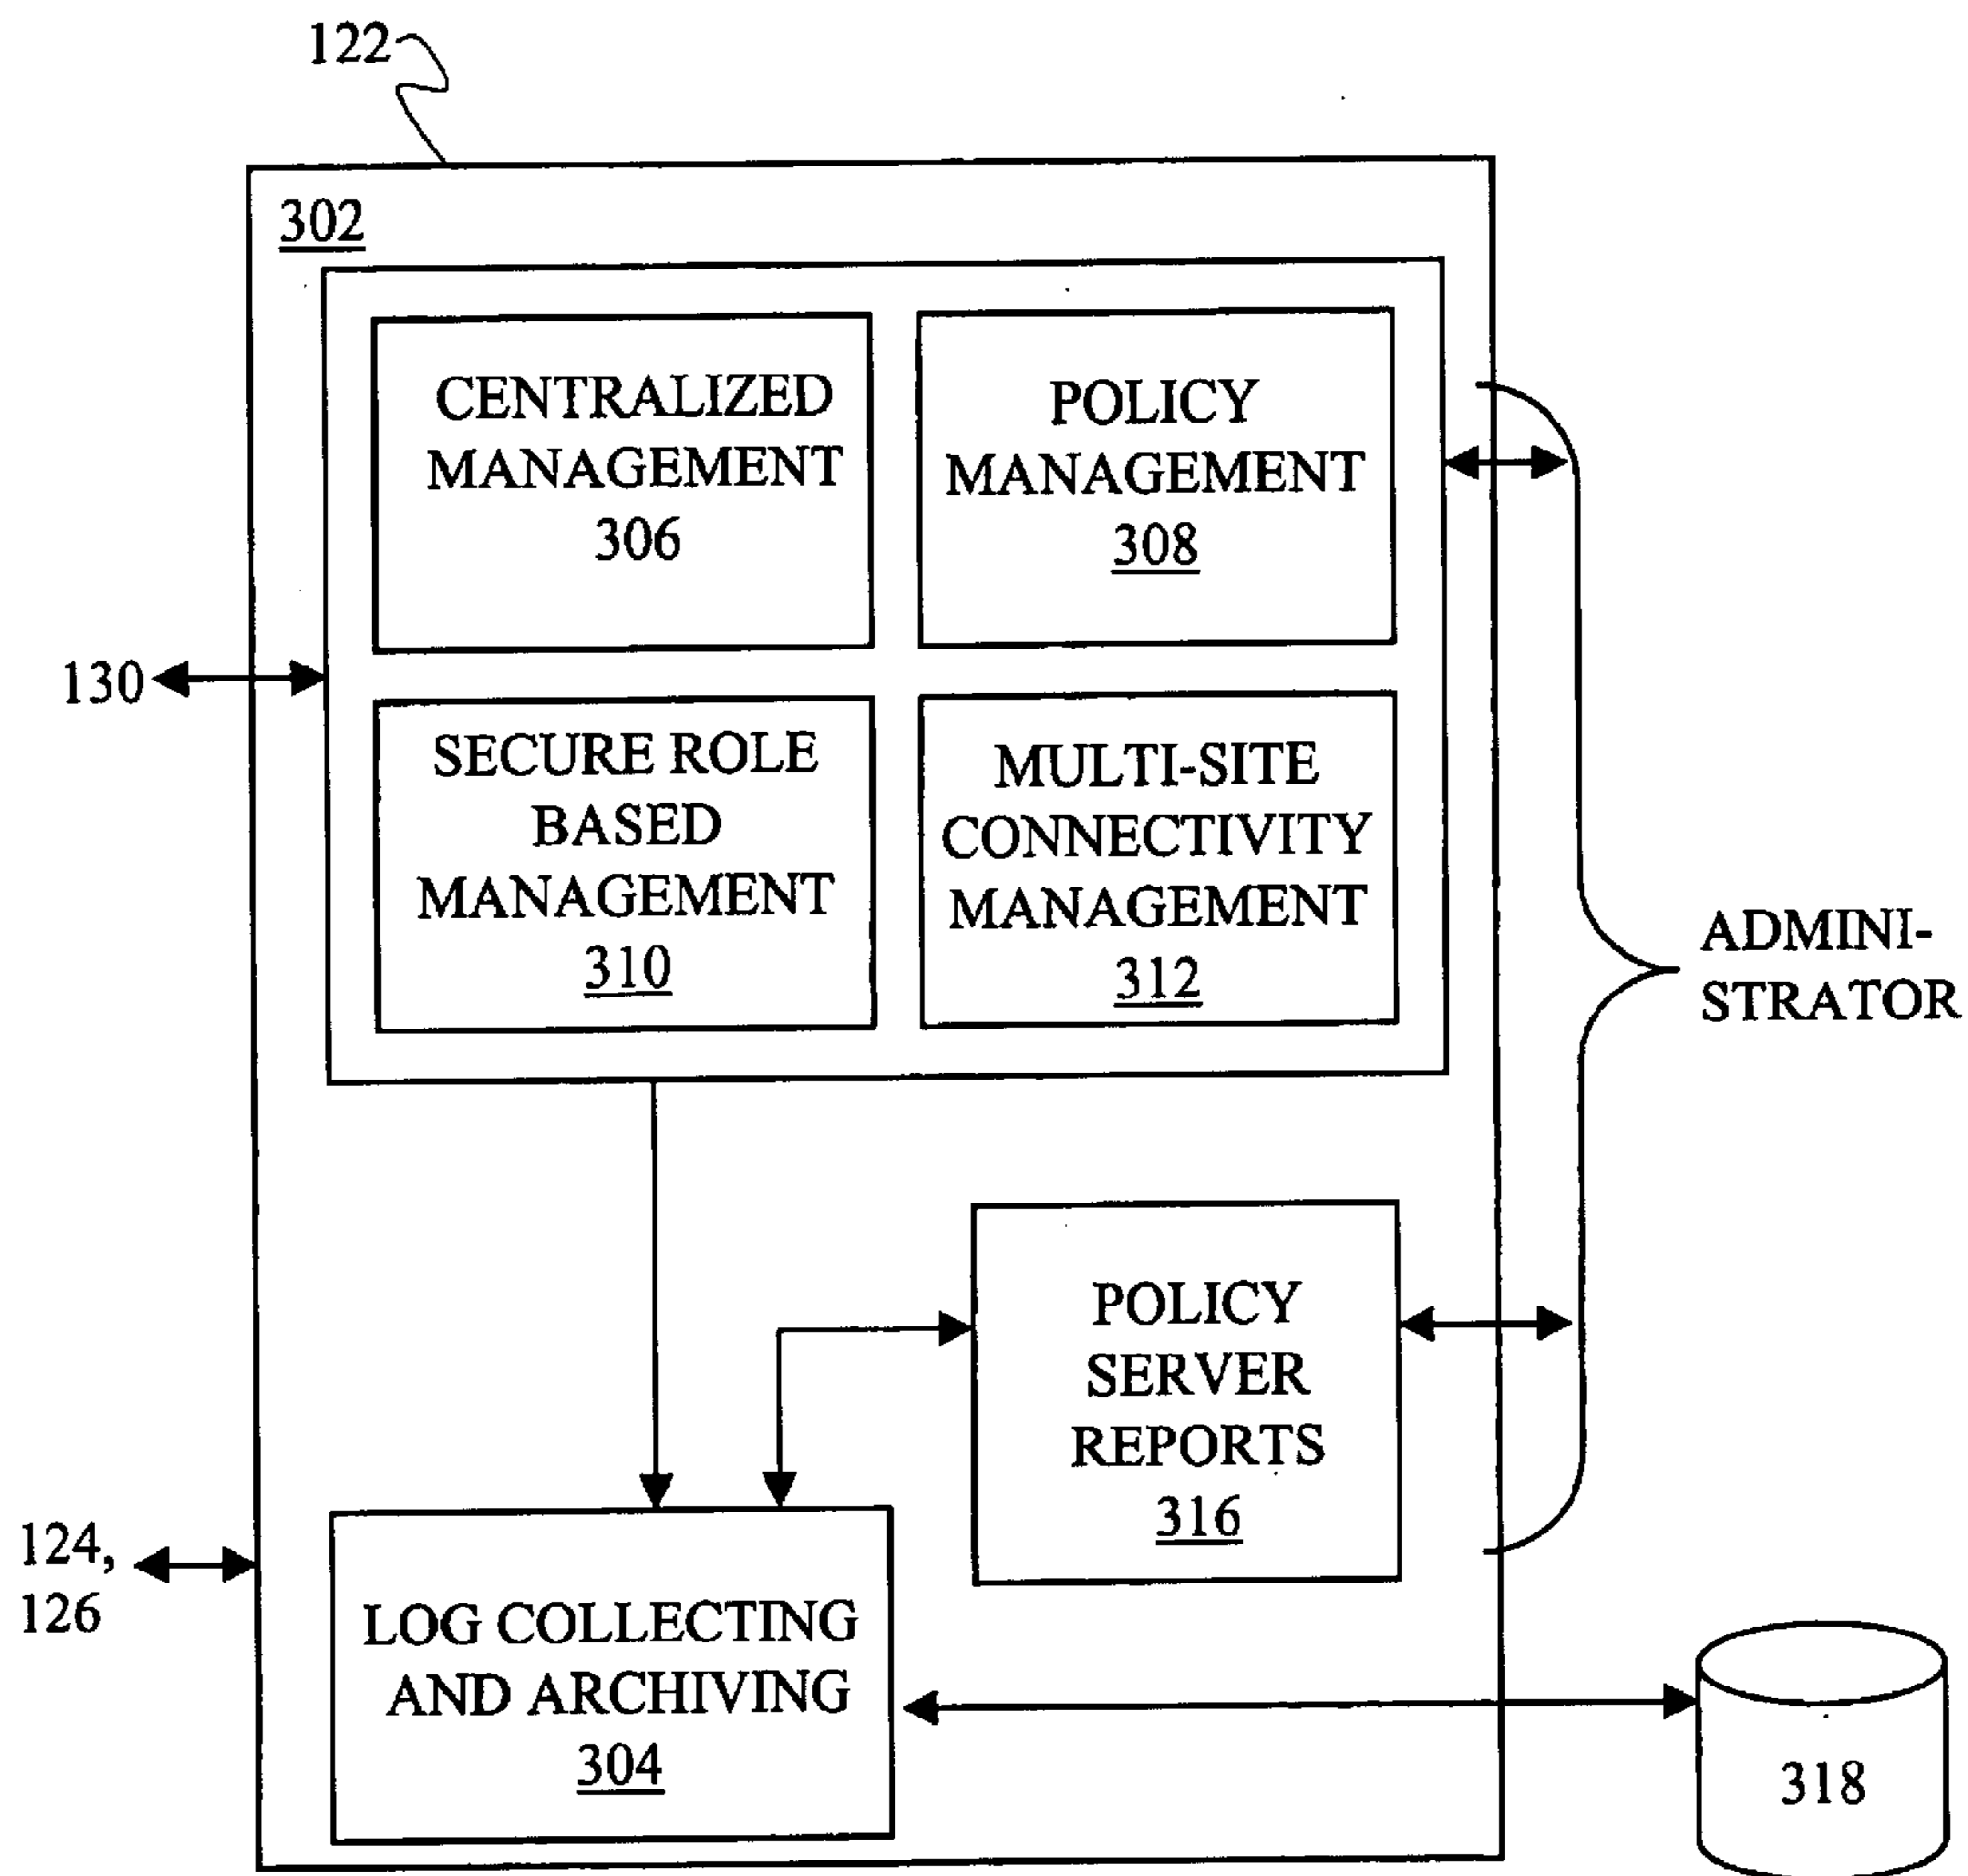 122
302
CENTRALIZED
MANAGEMENT
306
POLICY
MANAGEMENT
308
130
SECURE ROLE
BASED
MANAGEMENT
310
MULTI-SITE
CONNECTIVITY
MANAGEMENT
312
ADMINI-
STRATOR
POLICY
SERVER
REPORTS
316
124,
126
LOG COLLECTING
AND ARCHIVING
304
318